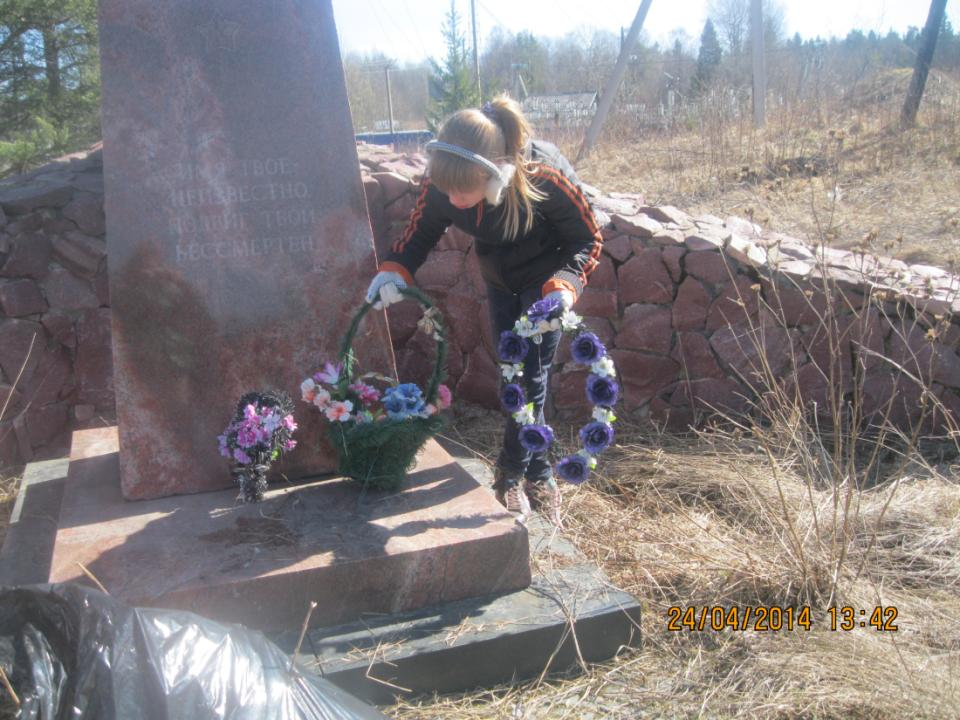 ИМЯ ТВОЕ
НЕИЗВЕСТНО
ПОДВИГ ТВОЙ
БЕССМЕРТЕН
24/04/2014 13:42